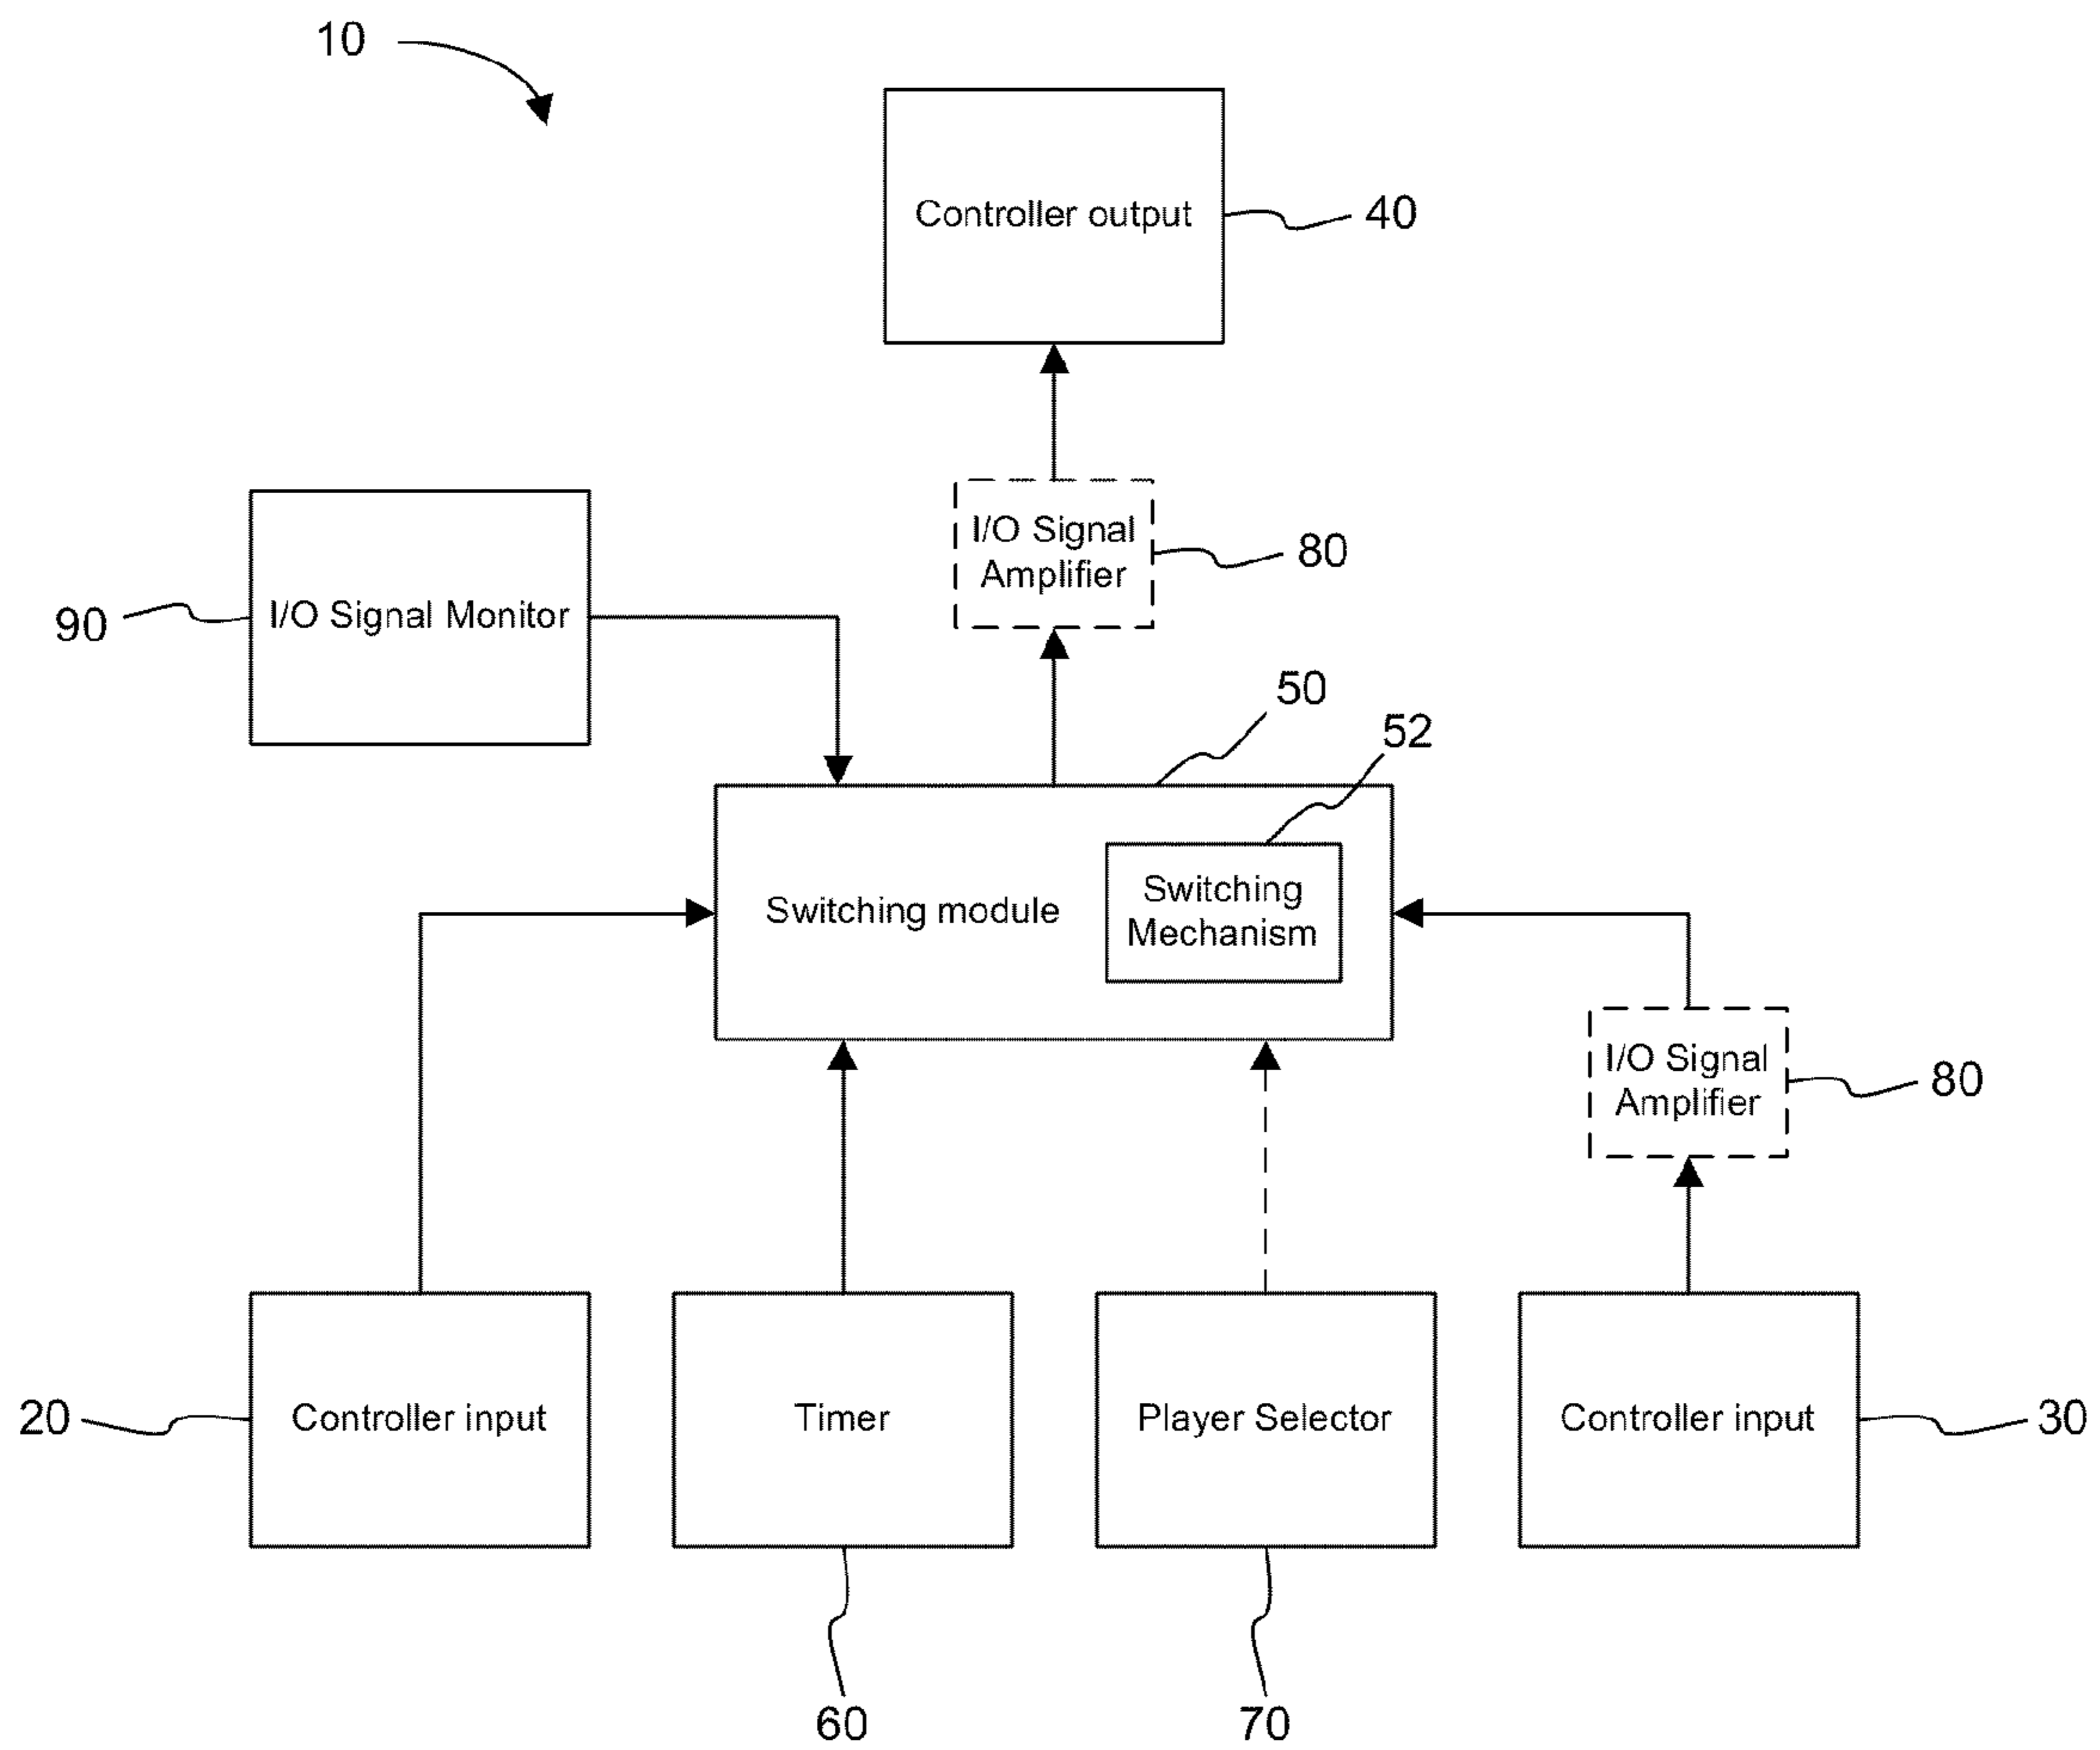 10
Controller output
40
I/O Signal
Amplifier
80
I/O Signal Monitor
90
50
52
Switching module
Switching
Mechanism
I/O Signal
Amplifier
80
20
Controller input
Timer
Player Selector
Controller input
30
60
70